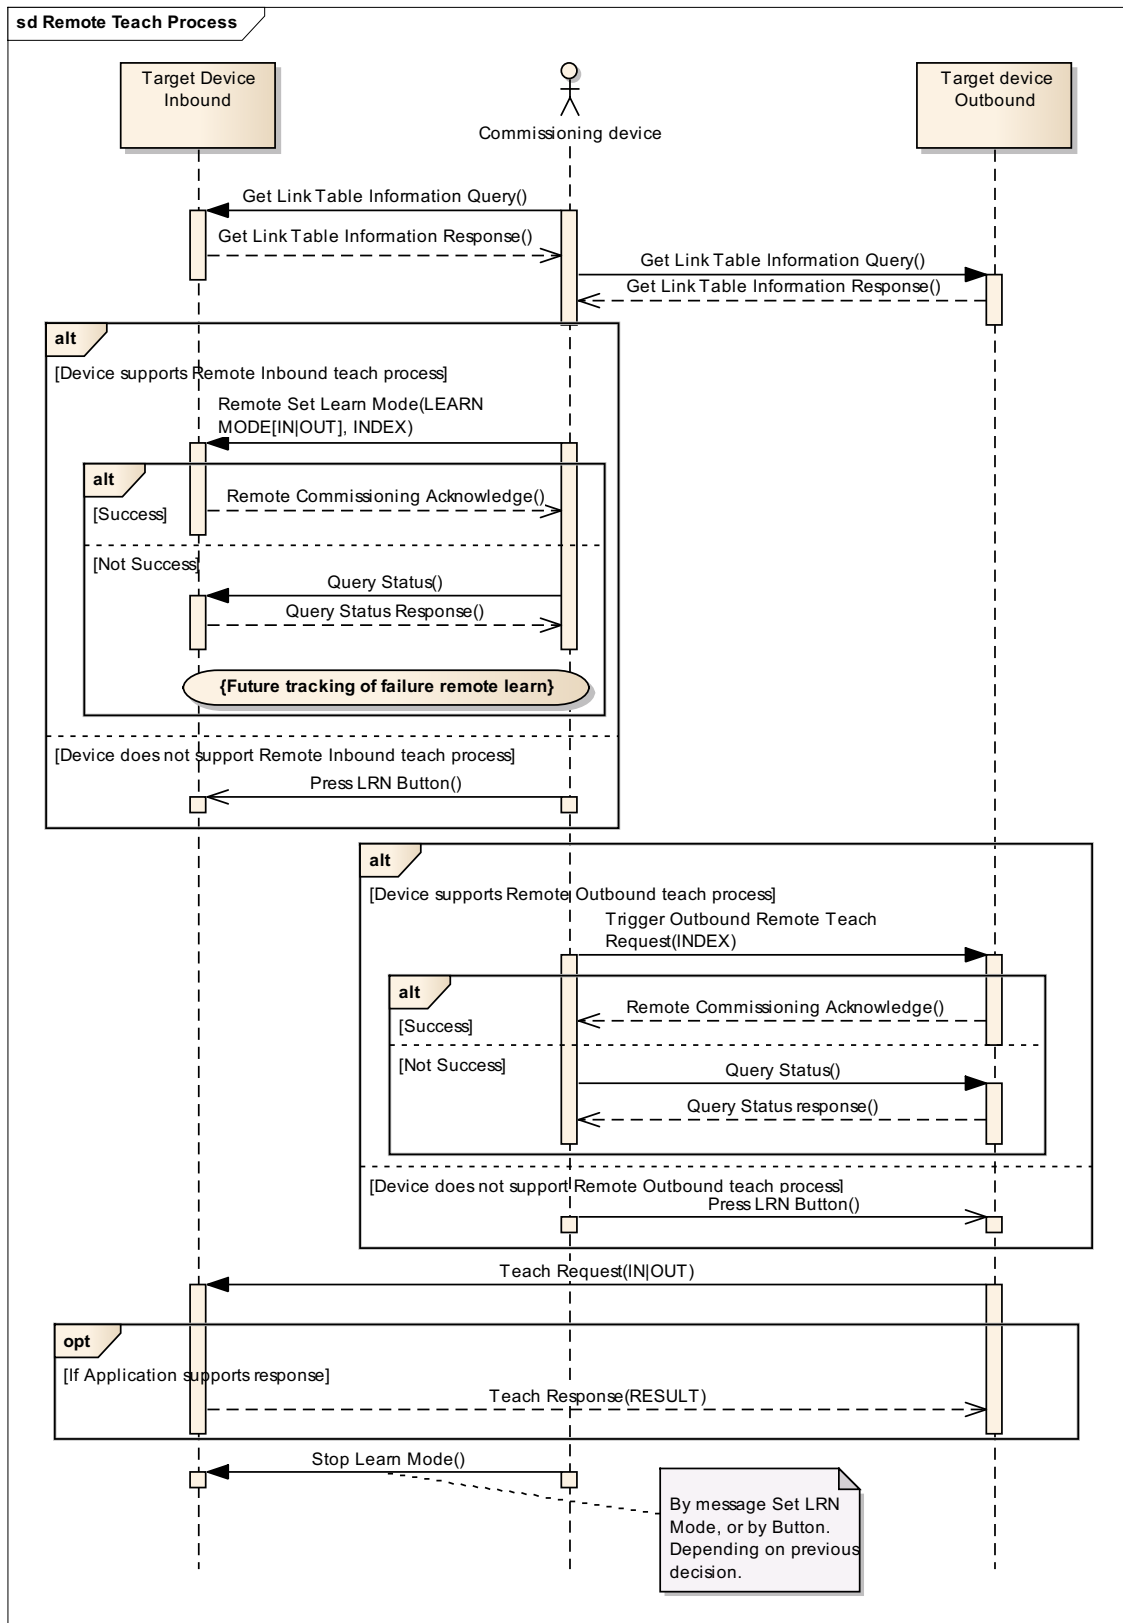 sd Remote Teach Process
Target Device
Inbound
Commissioning device
Target device
Outbound
Get Link Table Information Query()
Get Link Table Information Response()
Get Link Table Information Query()
Get Link Table Information Response()
alt
[Device supports Remote Inbound teach process]
Remote Set Learn Mode(LEARN
MODE[IN|OUT], INDEX)
alt
Remote Commissioning Acknowledge()
[Success]
[Not Success]
Query Status()
Query Status Response()
{Future tracking of failure remote learn}
[Device does not support Remote Inbound teach process]
Press LRN Button()
alt
[Device supports Remote Outbound teach process]
Trigger Outbound Remote Teach
Request(INDEX)
alt
Remote Commissioning Acknowledge()
[Success]
[Not Success]
Query Status()
Query Status response()
[Device does not support Remote Outbound teach process]
Press LRN Button()
Teach Request(IN|OUT)
opt
[If Application supports response]
Teach Response(RESULT)
Stop Learn Mode()
By message Set LRN
Mode, or by Button.
Depending on previous
decision.